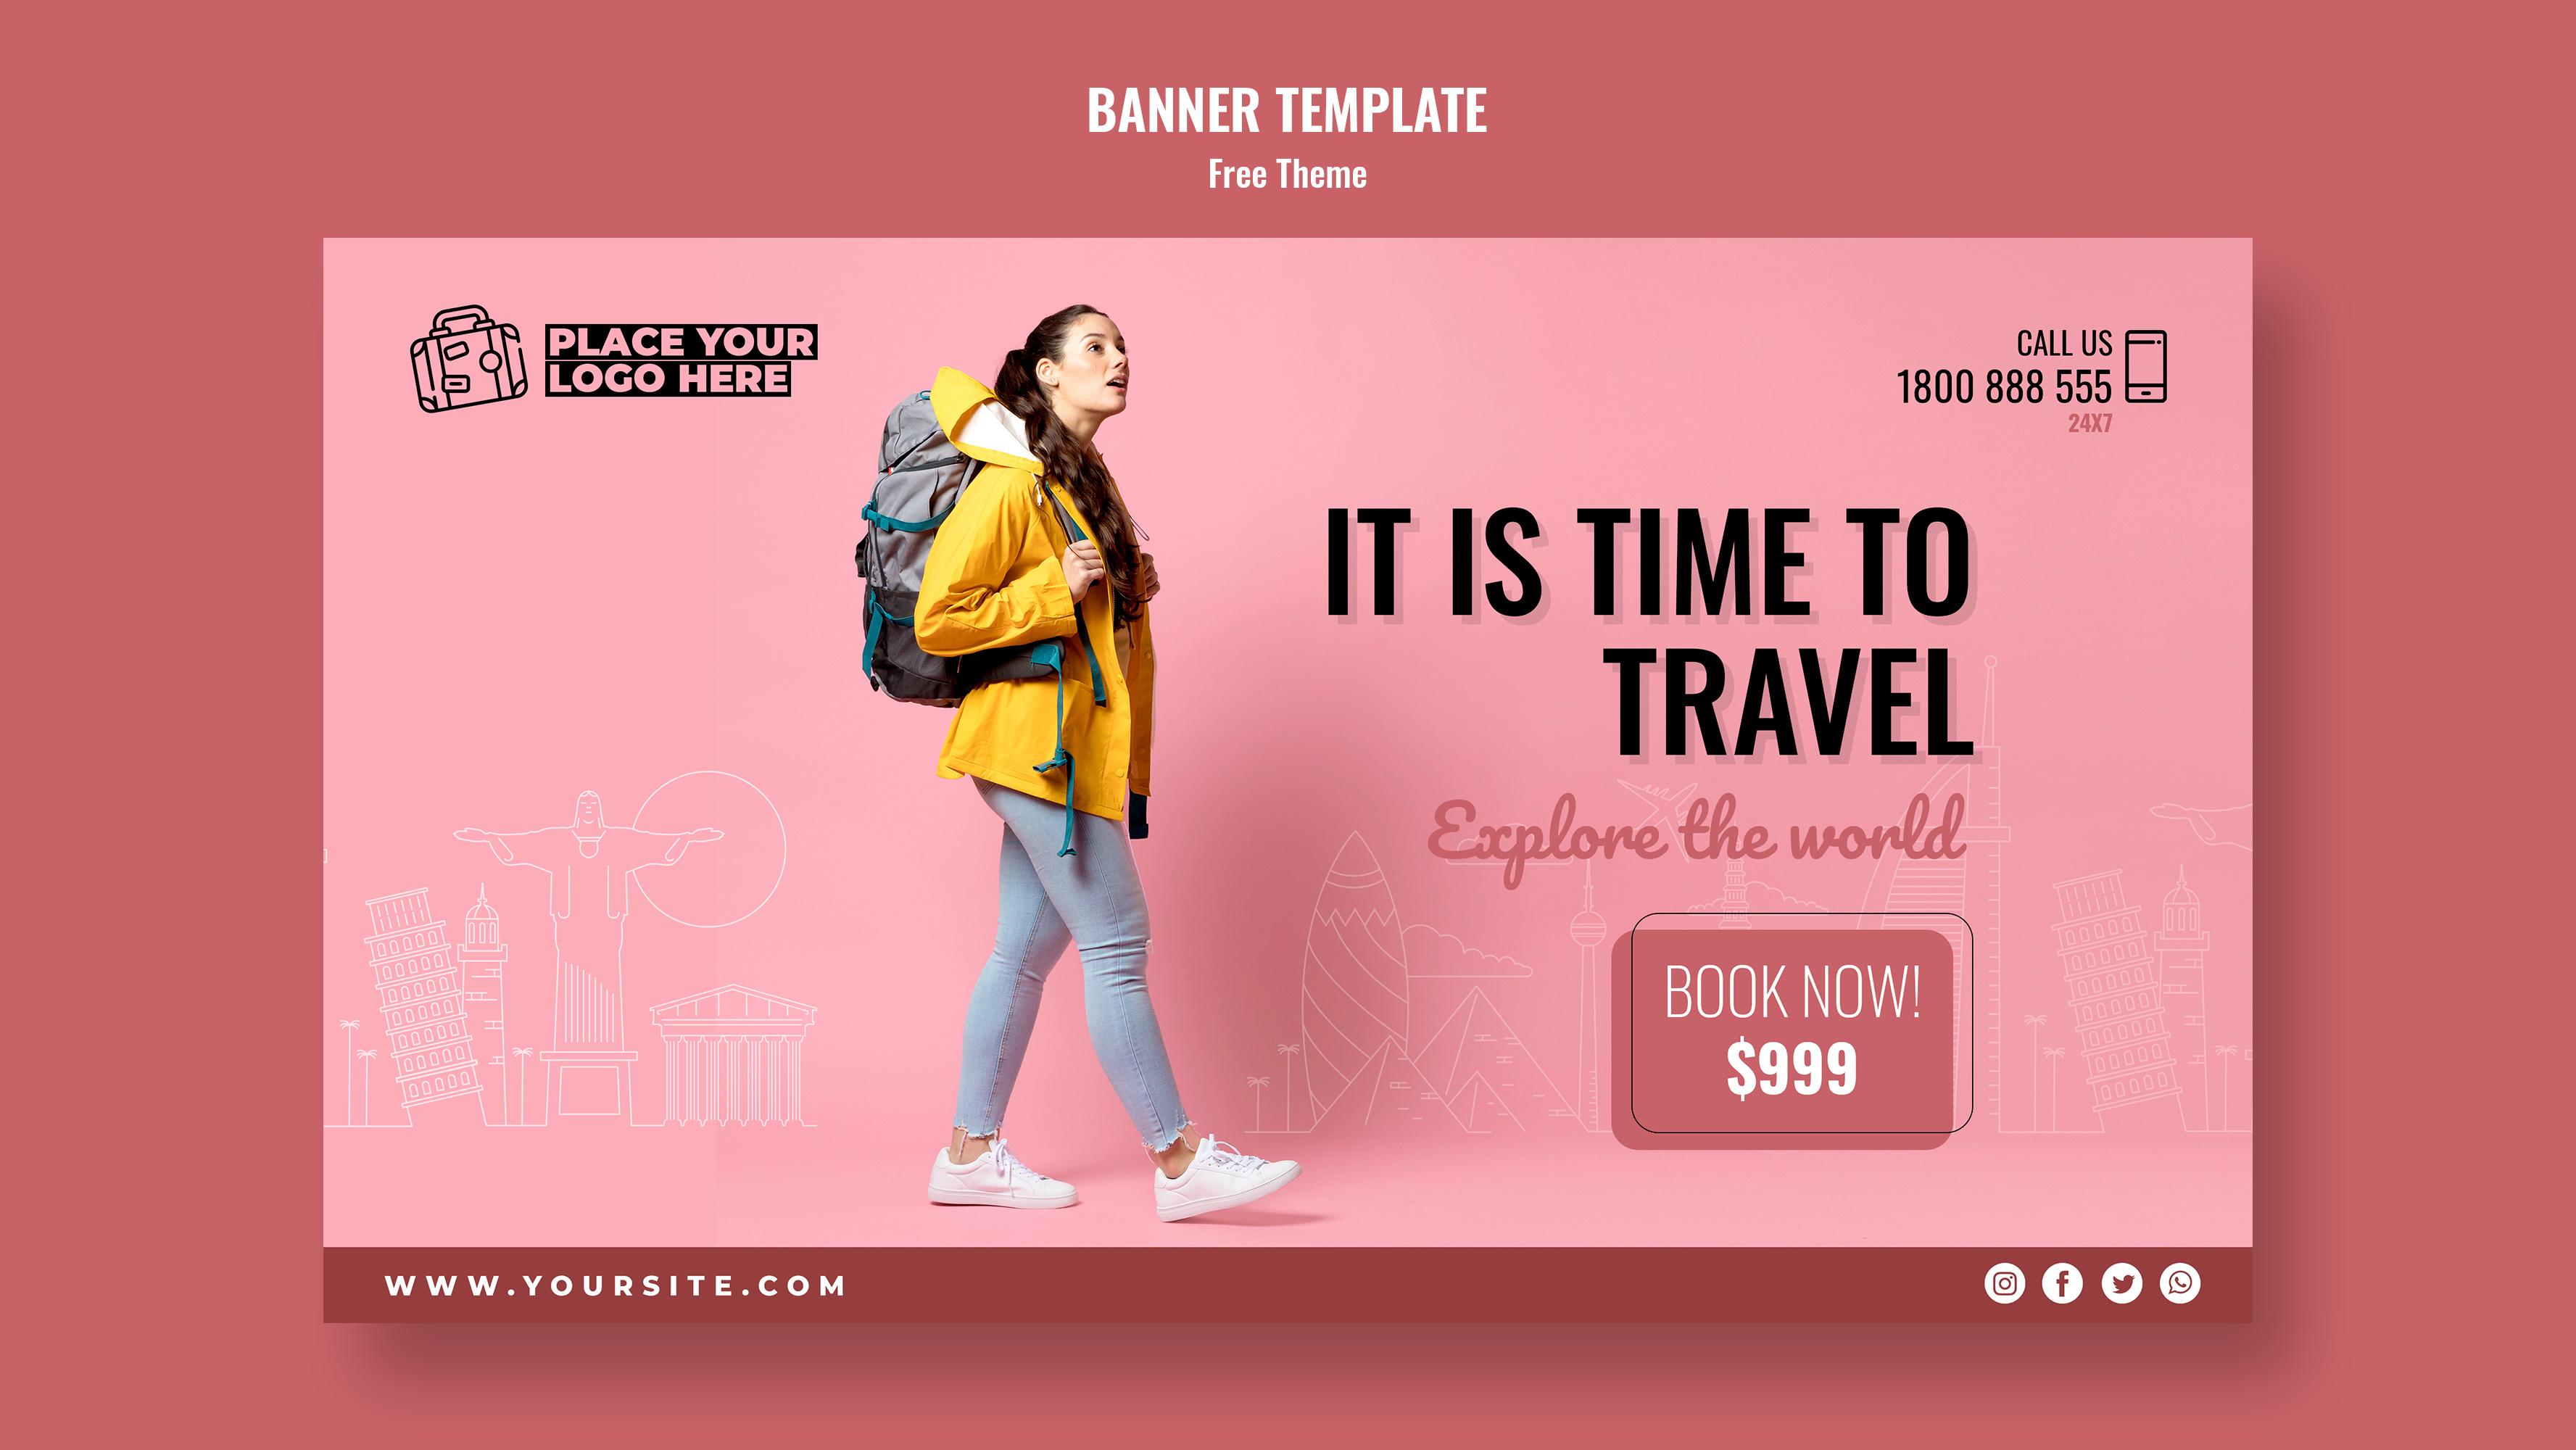 BANNER TEMPLATE
Free Theme
PLACE YOUR
LOGO HERE
CALL US
1800 888 555
24X7
IT IS TIME TO
TRAVEL
Explore the world
BOOK NOW!
$999
WWW.YOURSITE.COM